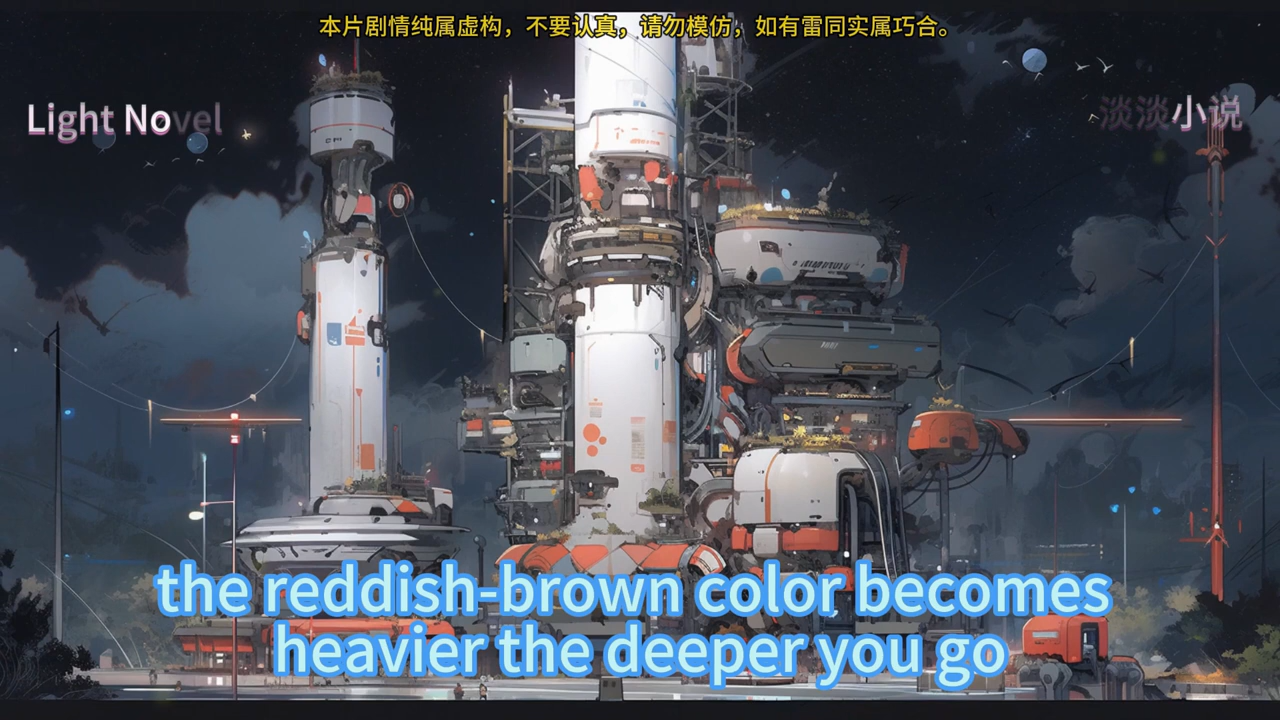 本片剧情纯属虚构，不要认真，请勿模仿，如有雷同实属巧合。
Light Novel
淡淡小说
the reddish-brown color becomes
heavier the deeper you go